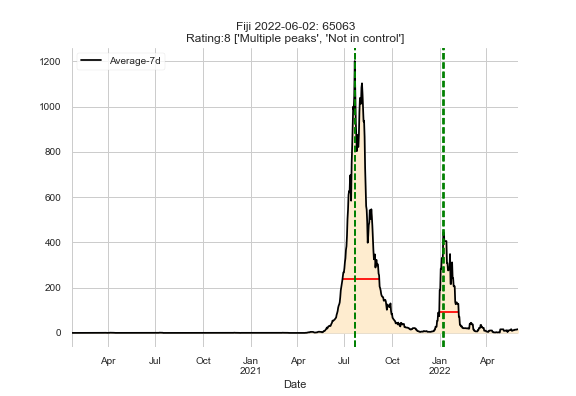 Fiji 2022-06-02: 65063
Rating:8 ['Multiple peaks', 'Not in control']
Average-7d
1200
1000
800
600
400
200
0
Apr Jul Oct Jan Apr Jul Oct Jan Apr
2021 2022
Date